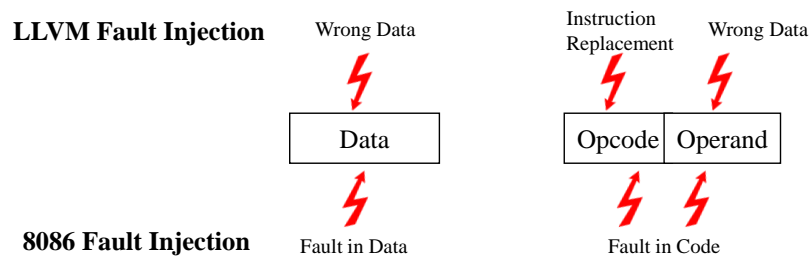 LLVM Fault Injection
Wrong Data
Instruction
Replacement
Wrong Data
Data
Opcode
Operand
8086 Fault Injection
Fault in Data
Fault in Code